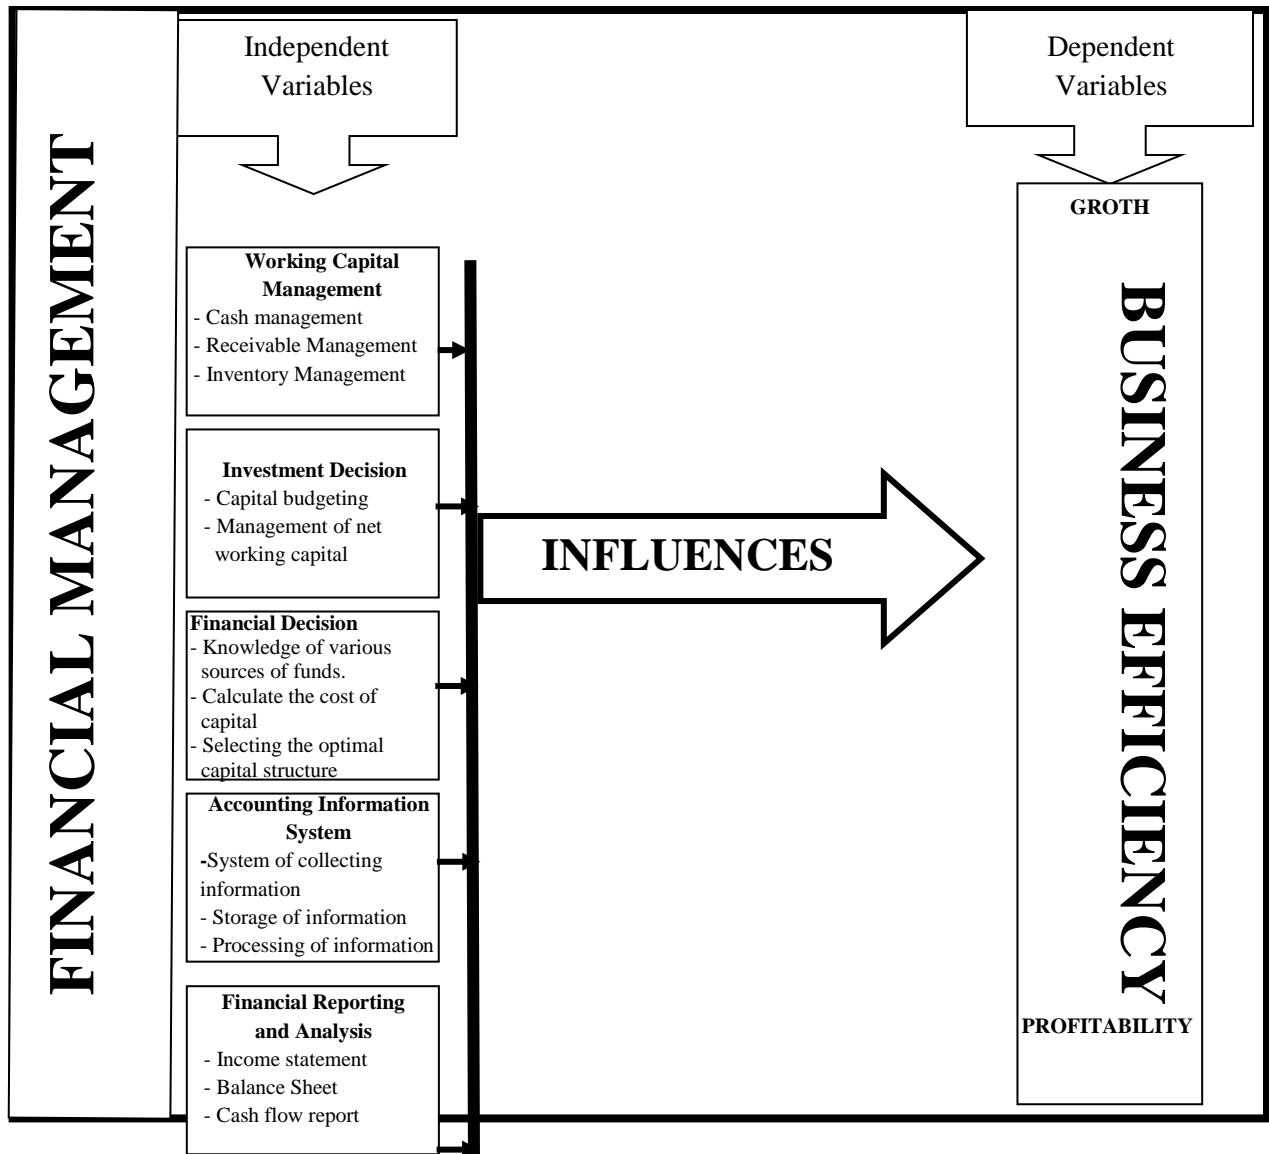 FINANCIAL MANAGEMENT
Independent
Variables
Working Capital
Management
- Cash management
- Receivable Management
- Inventory Management
Investment Decision
- Capital budgeting
- Management of net
working capital
Financial Decision
- Knowledge of various
sources of funds.
- Calculate the cost of
capital
- Selecting the optimal
capital structure
Accounting Information
System
-System of collecting
information
- Storage of information
- Processing of information
Financial Reporting
and Analysis
- Income statement
- Balance Sheet
- Cash flow report
INFLUENCES
Dependent
Variables
GROTH
BUSINESS EFFICIENCY
PROFITABILITY